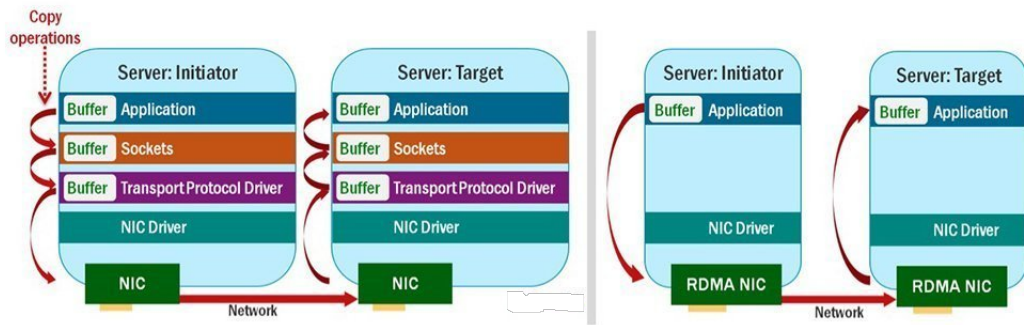 Copy
operations
Server: Initiator
Buffer Application
Buffer Sockets
Buffer Transport Protocol Driver
NIC Driver
NIC
Server: Target
Buffer Application
Buffer Sockets
Buffer Transport Protocol Driver
NIC Driver
NIC
Network
Server: Initiator
Buffer Application
NIC Driver
RDMA NIC
Server: Target
Buffer Application
NIC Driver
RDMA NIC
Network